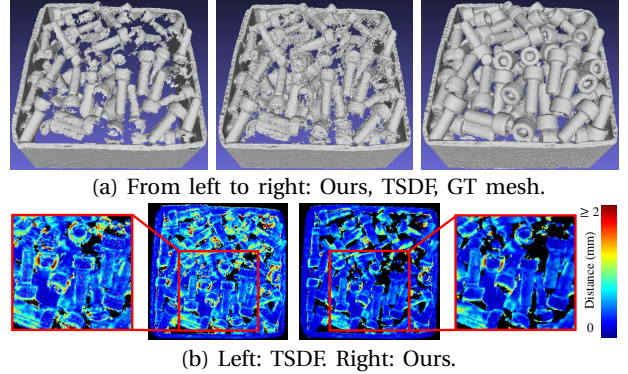 (a) From left to right: Ours, TSDF, GT mesh.
≥ 2
Distance (mm)
0
(b) Left: TSDF. Right: Ours.